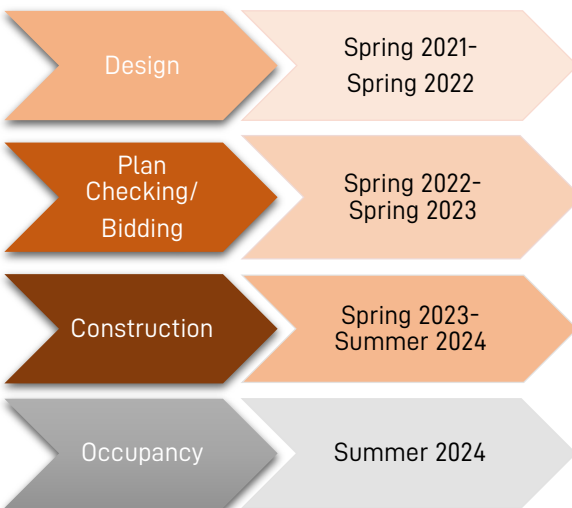 Design
Spring 2021-
Spring 2022
Plan
Checking/
Bidding
Spring 2022-
Spring 2023
Construction
Spring 2023-
Summer 2024
Occupancy
Summer 2024